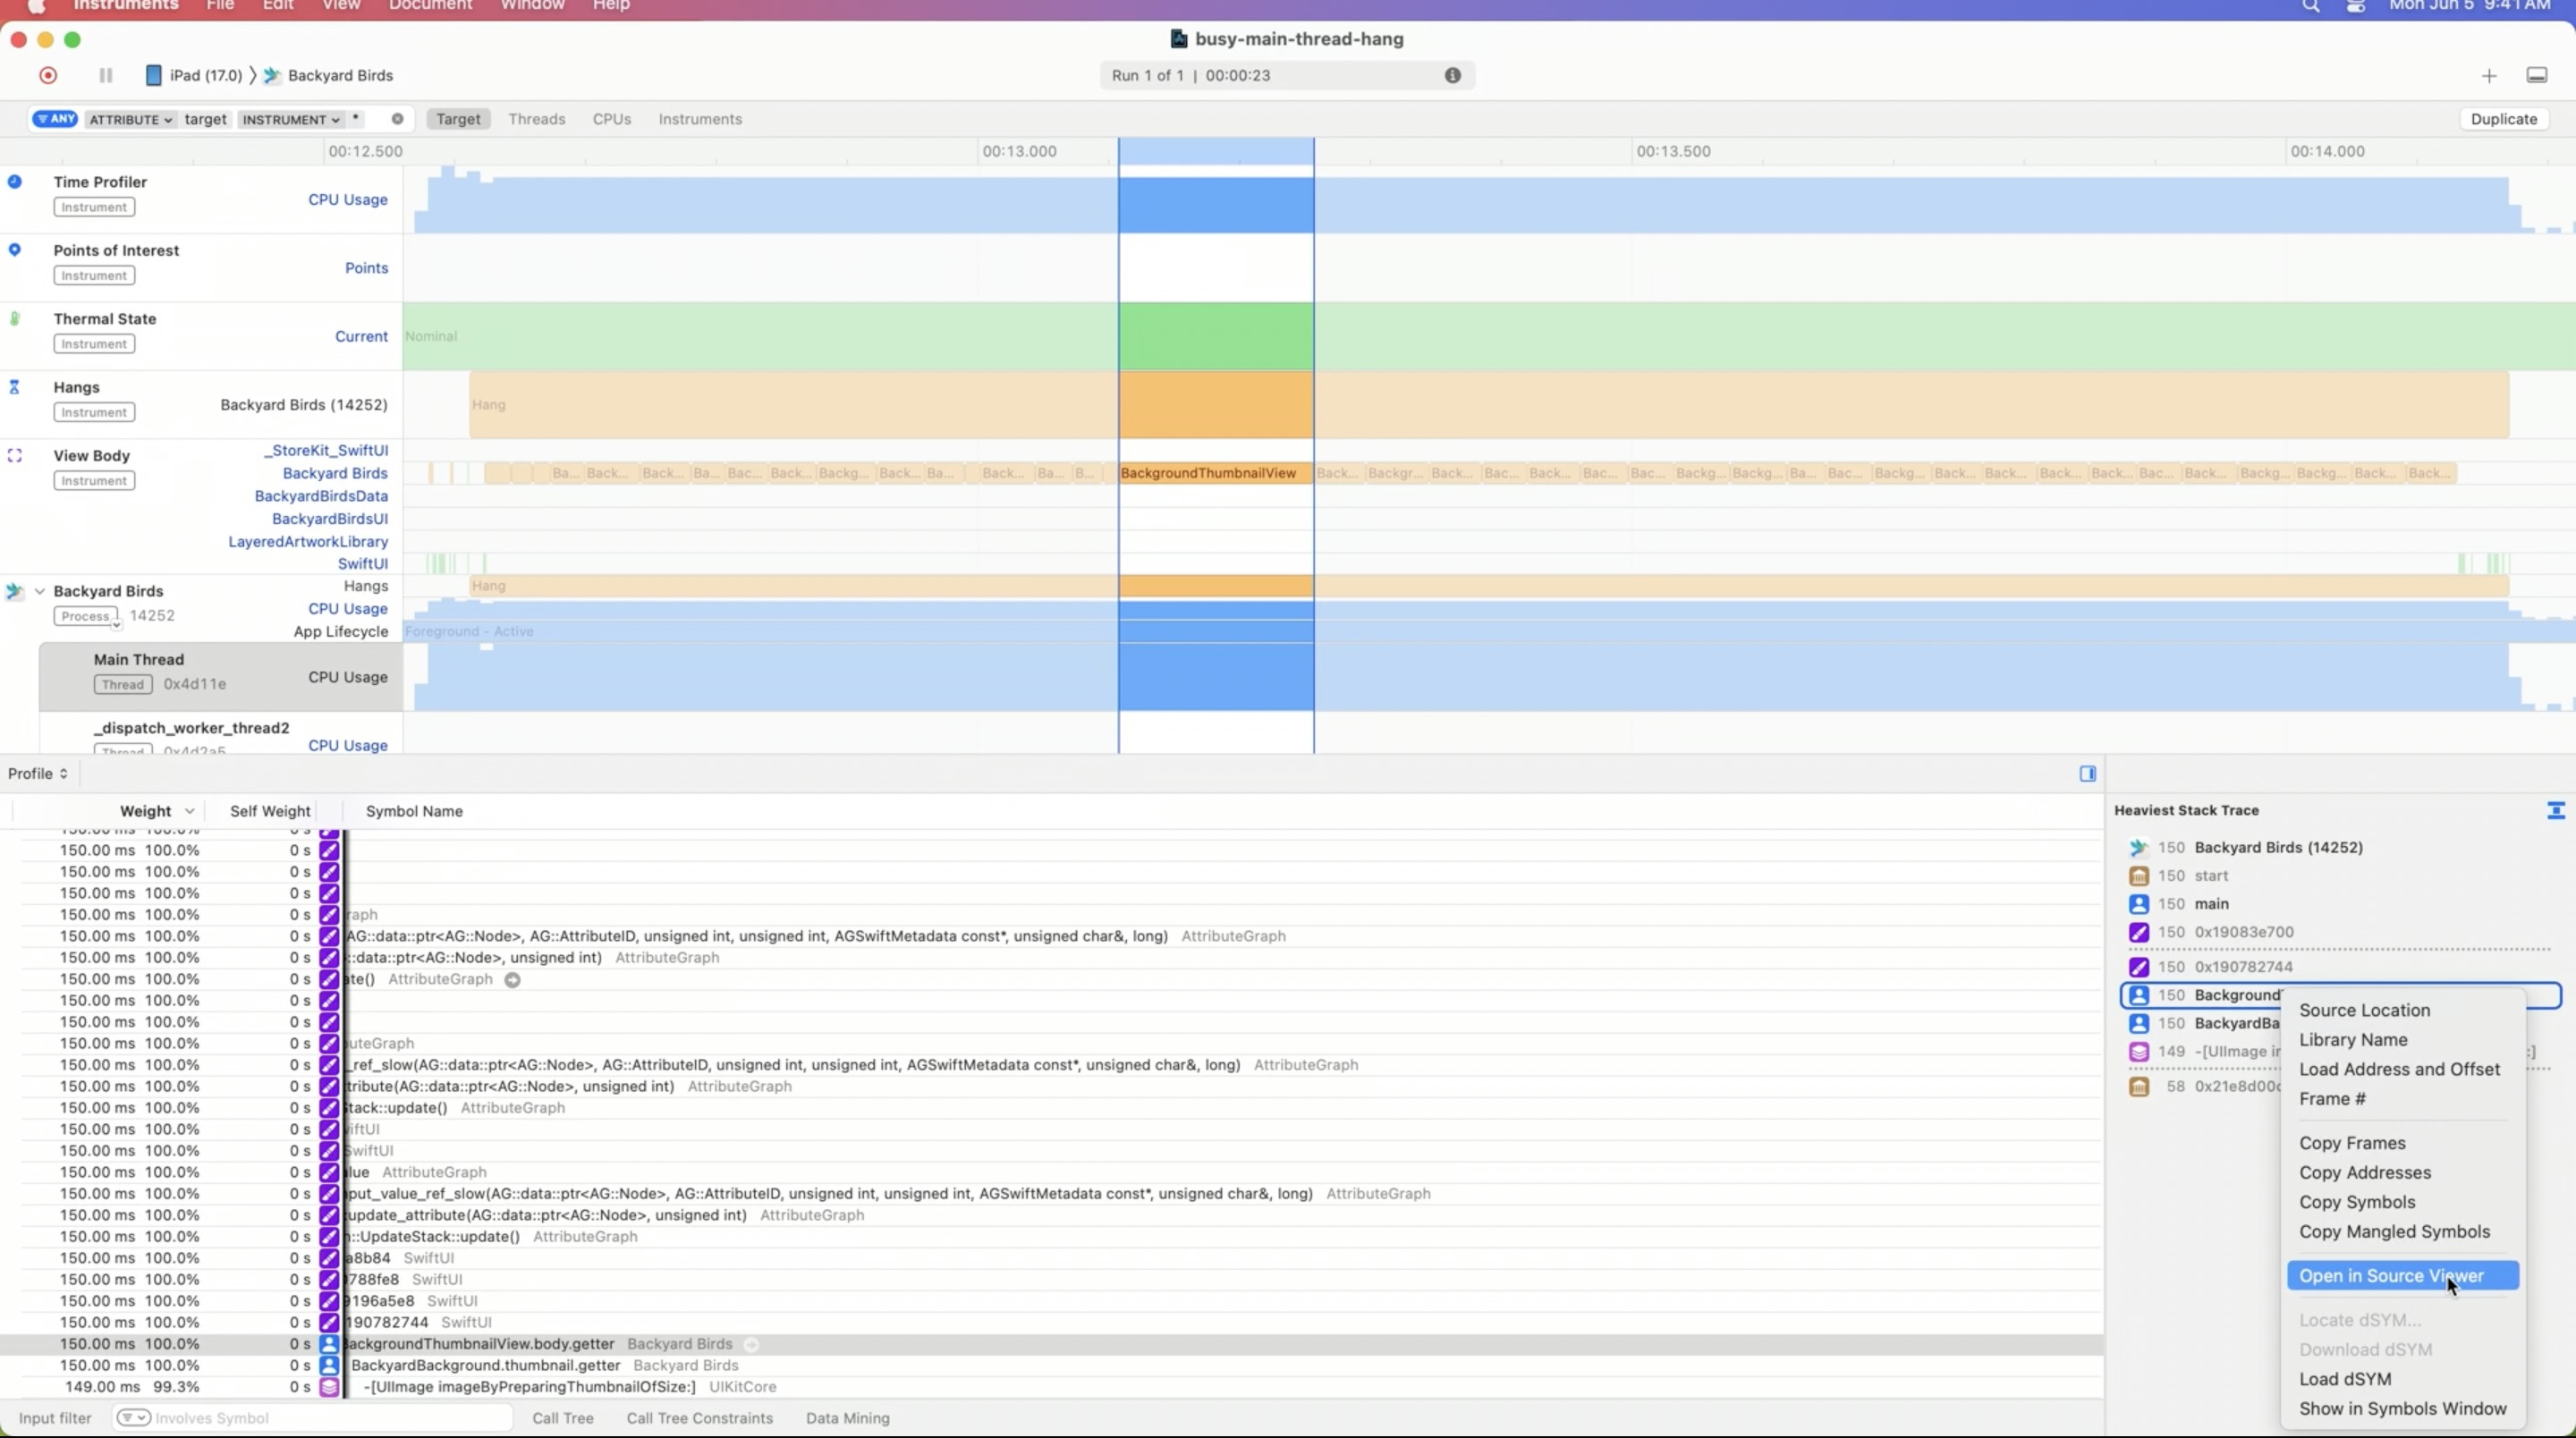 Instruments File Edit View Document Window Help Mon Jun 5 9:41 AM
busy-main-thread-hang
iPad (17.0) 〉 Backyard Birds Run 1 of 1 | 00:00:23
ANY ATTRIBUTE target INSTRUMENT * Target Threads CPUs Instruments Duplicate
00:12.500 00:13.000 00:13.500 00:14.000
Time Profiler
Instrument CPU Usage
Points of Interest
Instrument Points
Thermal State
Instrument Current Nominal
Hangs
Instrument Backyard Birds (14252) Hang
View Body _StoreKit_SwiftUI
Instrument Backyard Birds Ba... Back... Back... Ba... Bac... Back... Backg... Back... Ba... Back... Ba... B... BackgroundThumbnailView Back... Backgr... Back... Bac... Back... Bac... Bac... Backg... Backg... Ba... Bac... Backg... Back... Bac... Back... Back... Bac... Back... Backg... Backg... Back... Back...
BackyardBirdsData
BackyardBirdsUI
LayeredArtworkLibrary
SwiftUI
Backyard Birds Hangs Hang
Process 14252 CPU Usage
App Lifecycle Foreground - Active
Main Thread
Thread 0x4d11e CPU Usage
_dispatch_worker_thread2
Thread 0x4d2a5 CPU Usage
Profile
Weight Self Weight Symbol Name
150.00 ms 100.0% 0 s
150.00 ms 100.0% 0 s
150.00 ms 100.0% 0 s
150.00 ms 100.0% 0 s
150.00 ms 100.0% 0 s raph
150.00 ms 100.0% 0 s AG::data::ptr<AG::Node>, AG::AttributeID, unsigned int, unsigned int, AGSwiftMetadata const*, unsigned char&, long) AttributeGraph
150.00 ms 100.0% 0 s ::data::ptr<AG::Node>, unsigned int) AttributeGraph
150.00 ms 100.0% 0 s ate() AttributeGraph
150.00 ms 100.0% 0 s
150.00 ms 100.0% 0 s
150.00 ms 100.0% 0 s uteGraph
150.00 ms 100.0% 0 s _ref_slow(AG::data::ptr<AG::Node>, AG::AttributeID, unsigned int, unsigned int, AGSwiftMetadata const*, unsigned char&, long) AttributeGraph
150.00 ms 100.0% 0 s tribute(AG::data::ptr<AG::Node>, unsigned int) AttributeGraph
150.00 ms 100.0% 0 s Stack::update() AttributeGraph
150.00 ms 100.0% 0 s iftUI
150.00 ms 100.0% 0 s SwiftUI
150.00 ms 100.0% 0 s lue AttributeGraph
150.00 ms 100.0% 0 s put_value_ref_slow(AG::data::ptr<AG::Node>, AG::AttributeID, unsigned int, unsigned int, AGSwiftMetadata const*, unsigned char&, long) AttributeGraph
150.00 ms 100.0% 0 s update_attribute(AG::data::ptr<AG::Node>, unsigned int) AttributeGraph
150.00 ms 100.0% 0 s ::UpdateStack::update() AttributeGraph
150.00 ms 100.0% 0 s a8b84 SwiftUI
150.00 ms 100.0% 0 s 788fe8 SwiftUI
150.00 ms 100.0% 0 s 9196a5e8 SwiftUI
150.00 ms 100.0% 0 s 190782744 SwiftUI
150.00 ms 100.0% 0 s BackgroundThumbnailView.body.getter Backyard Birds
150.00 ms 100.0% 0 s BackyardBackground.thumbnail.getter Backyard Birds
149.00 ms 99.3% 0 s -[UIImage imageByPreparingThumbnailOfSize:] UIKitCore
Input filter Involves Symbol Call Tree Call Tree Constraints Data Mining
Heaviest Stack Trace
150 Backyard Birds (14252)
150 start
150 main
150 0x19083e700
150 0x190782744
150 Background
150 BackyardBa
149 -[UIImage ir :]
58 0x21e8d00c
Source Location
Library Name
Load Address and Offset
Frame #
Copy Frames
Copy Addresses
Copy Symbols
Copy Mangled Symbols
Open in Source Viewer
Locate dSYM...
Download dSYM
Load dSYM
Show in Symbols Window